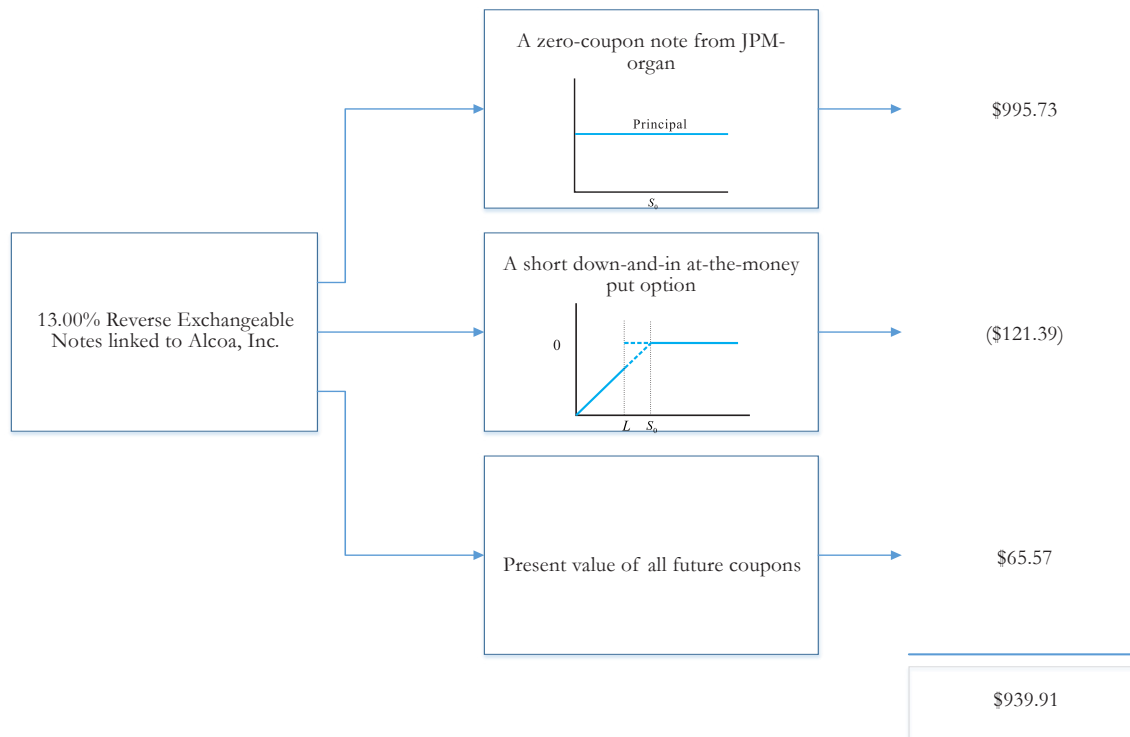 13.00% Reverse Exchangeable
Notes linked to Alcoa, Inc.
A zero-coupon note from JPM-
organ
Principal
S₀
$995.73
A short down-and-in at-the-money
put option
0
L S₀
($121.39)
Present value of all future coupons
$65.57
$939.91